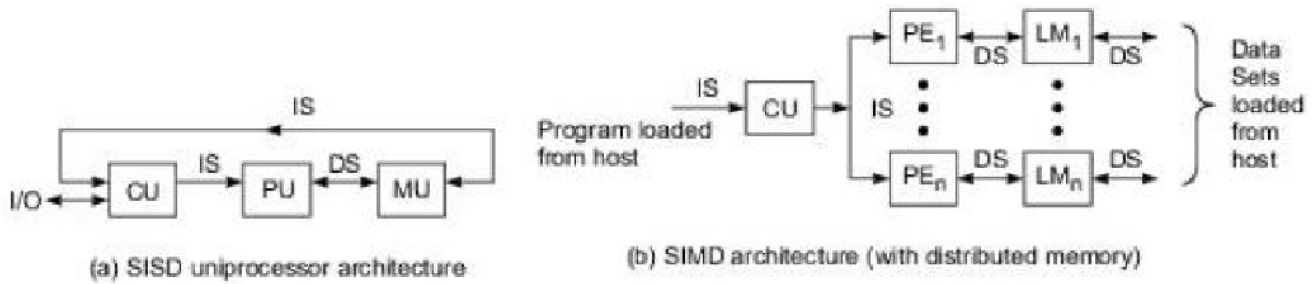 IS
I/O
CU
IS
PU
DS
MU
(a) SISD uniprocessor architecture
IS
Program loaded
from host
CU
IS
PE1
DS
LM1
DS
PEn
DS
LMn
DS
Data
Sets
loaded
from
host
(b) SIMD architecture (with distributed memory)